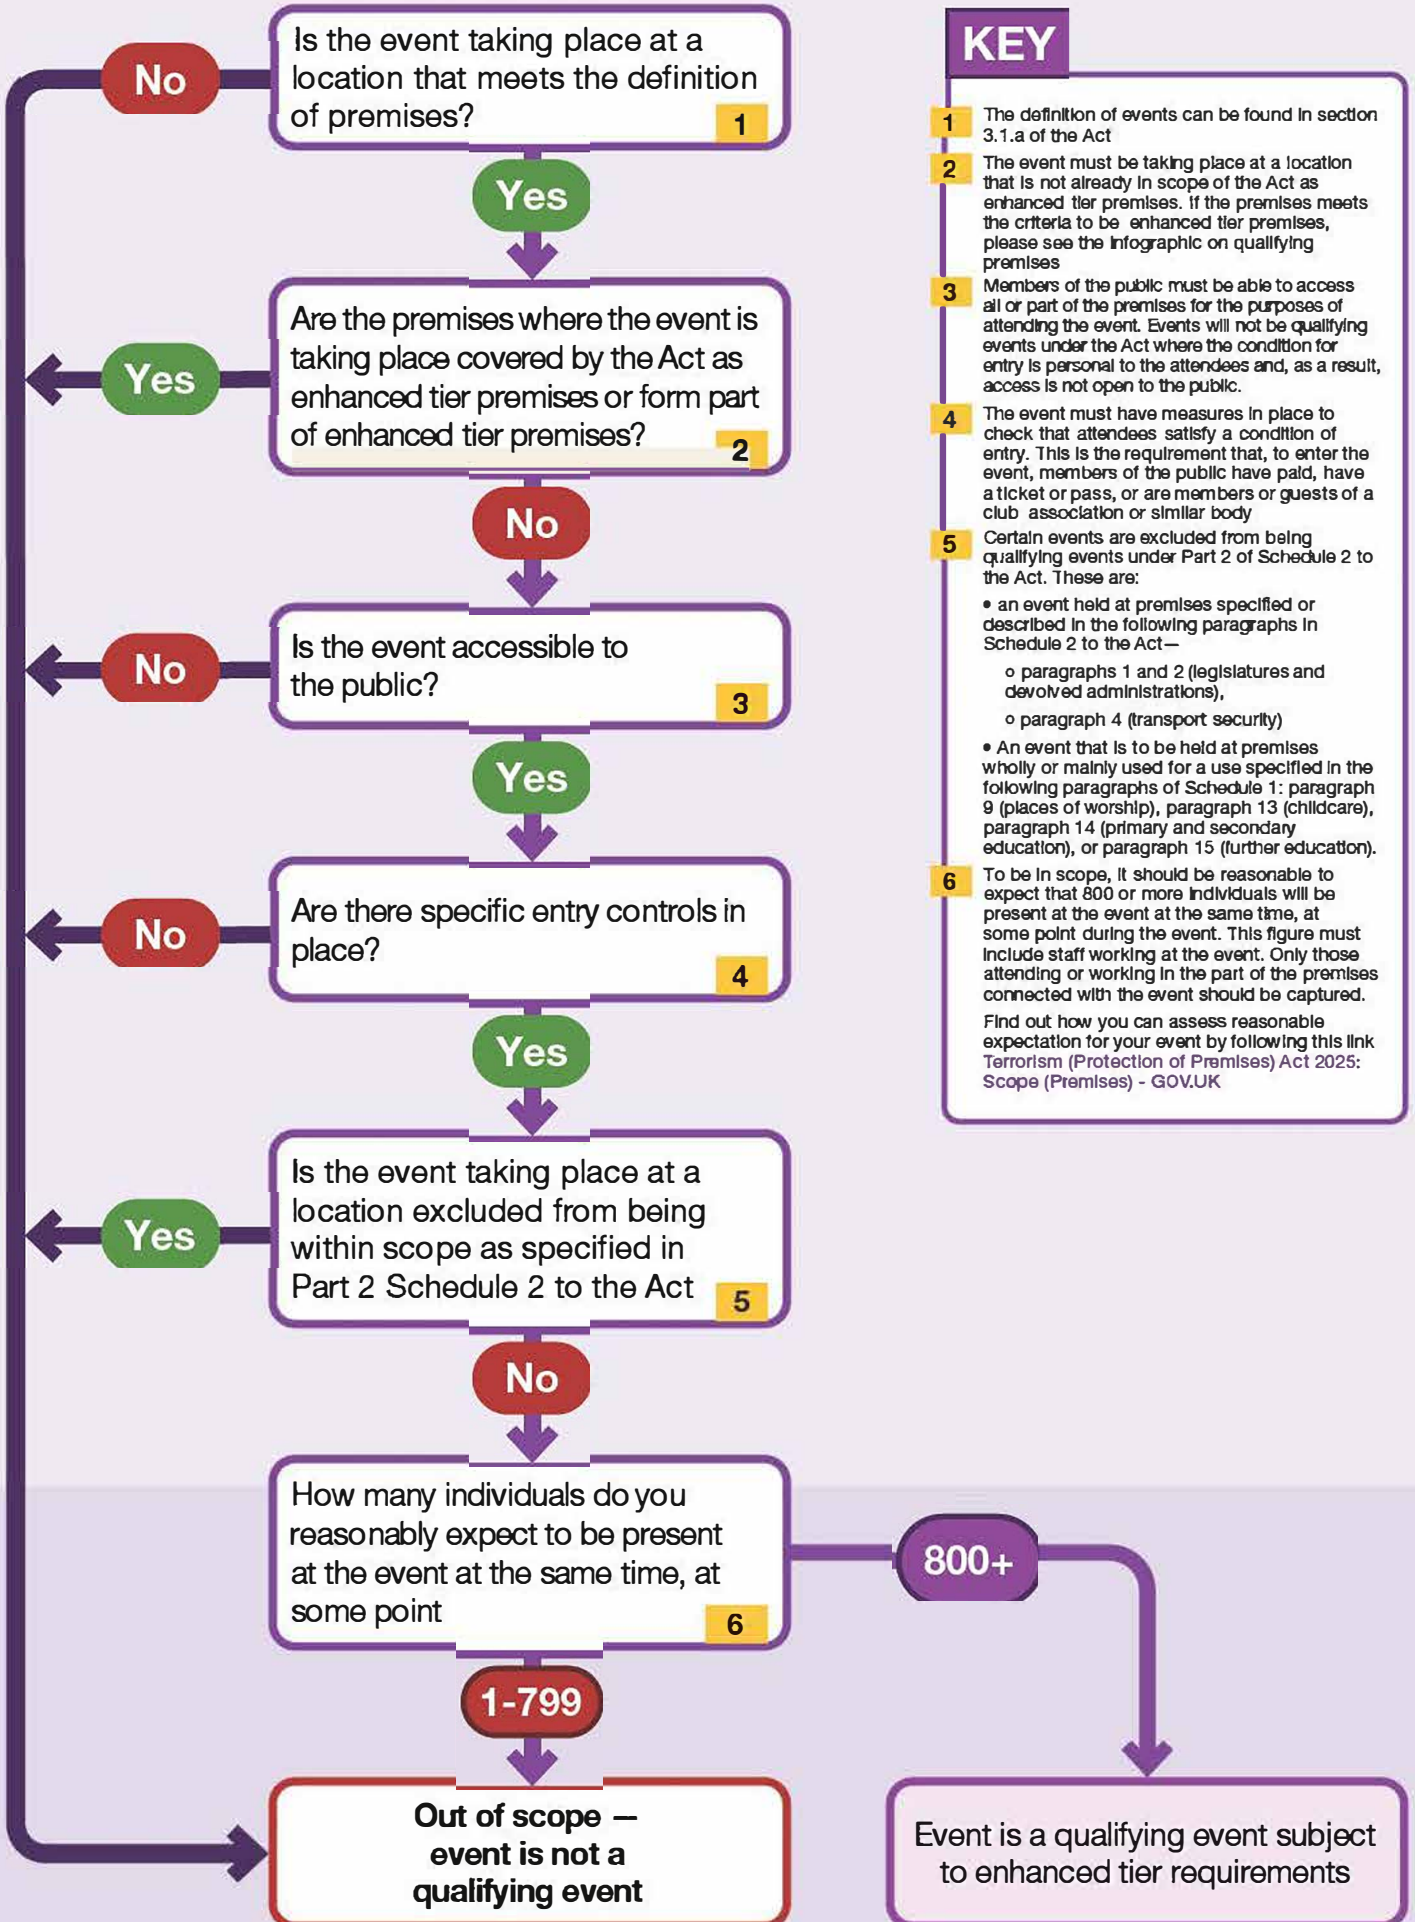 Is the event taking place at a
location that meets the definition
of premises?
1
No
Yes
Are the premises where the event is
taking place covered by the Act as
enhanced tier premises or form part
of enhanced tier premises?
2
Yes
No
Is the event accessible to
the public?
3
No
Yes
Are there specific entry controls in
place?
4
No
Yes
Is the event taking place at a
location excluded from being
within scope as specified in
Part 2 Schedule 2 to the Act
5
Yes
No
How many individuals do you
reasonably expect to be present
at the event at the same time, at
some point
6
800+
1-799
Out of scope –
event is not a
qualifying event
Event is a qualifying event subject
to enhanced tier requirements
KEY
1
The definition of events can be found in section
3.1.a of the Act
2
The event must be taking place at a location
that is not already in scope of the Act as
enhanced tier premises. If the premises meets
the criteria to be enhanced tier premises,
please see the infographic on qualifying
premises
3
Members of the public must be able to access
all or part of the premises for the purposes of
attending the event. Events will not be qualifying
events under the Act where the condition for
entry is personal to the attendees and, as a result,
access is not open to the public.
4
The event must have measures in place to
check that attendees satisfy a condition of
entry. This is the requirement that, to enter the
event, members of the public have paid, have
a ticket or pass, or are members or guests of a
club association or similar body
5
Certain events are excluded from being
qualifying events under Part 2 of Schedule 2 to
the Act. These are:
• an event held at premises specified or
described in the following paragraphs in
Schedule 2 to the Act—
o paragraphs 1 and 2 (legislatures and
devolved administrations),
o paragraph 4 (transport security)
• An event that is to be held at premises
wholly or mainly used for a use specified in the
following paragraphs of Schedule 1: paragraph
9 (places of worship), paragraph 13 (childcare),
paragraph 14 (primary and secondary
education), or paragraph 15 (further education).
6
To be in scope, it should be reasonable to
expect that 800 or more individuals will be
present at the event at the same time, at
some point during the event. This figure must
include staff working at the event. Only those
attending or working in the part of the premises
connected with the event should be captured.
Find out how you can assess reasonable
expectation for your event by following this link
Terrorism (Protection of Premises) Act 2025:
Scope (Premises) - GOV.UK